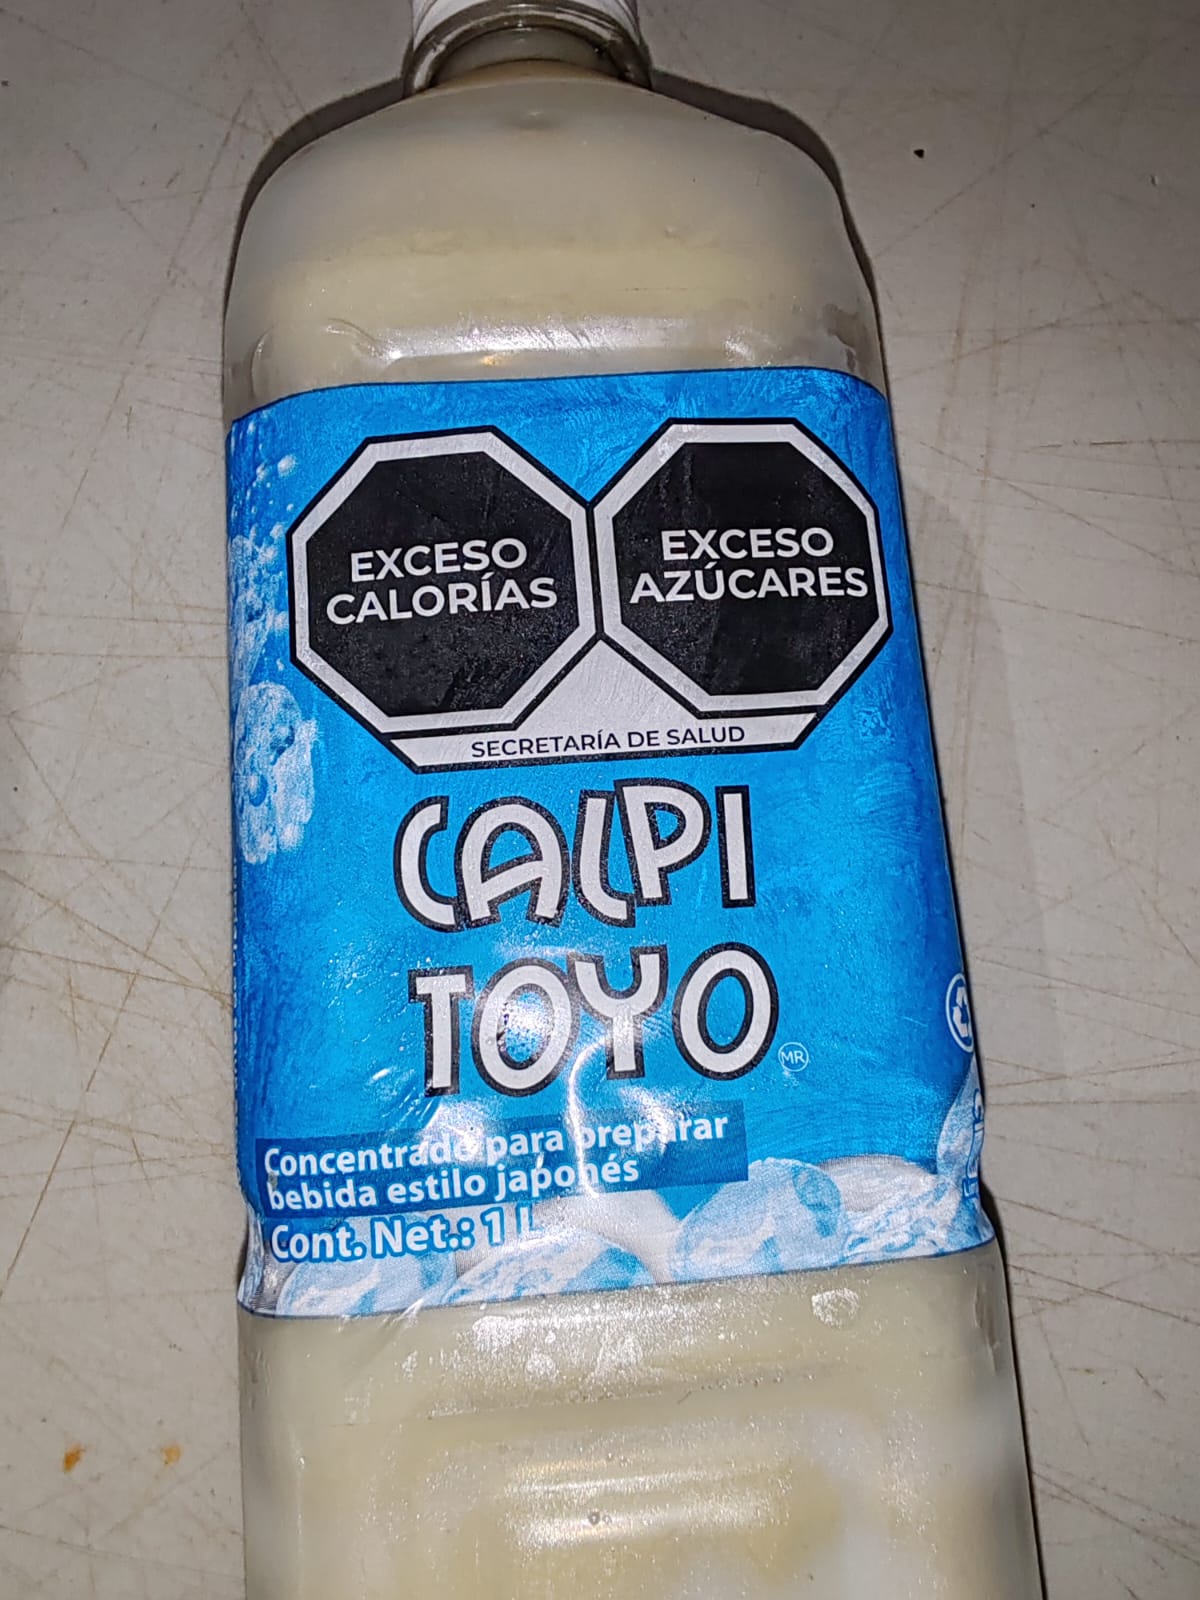 EXCESO
CALORÍAS
EXCESO
AZÚCARES
SECRETARÍA DE SALUD
CALPI
TOYO
MR
Concentrado para preparar
bebida estilo japonés
Cont. Net.: 1 L